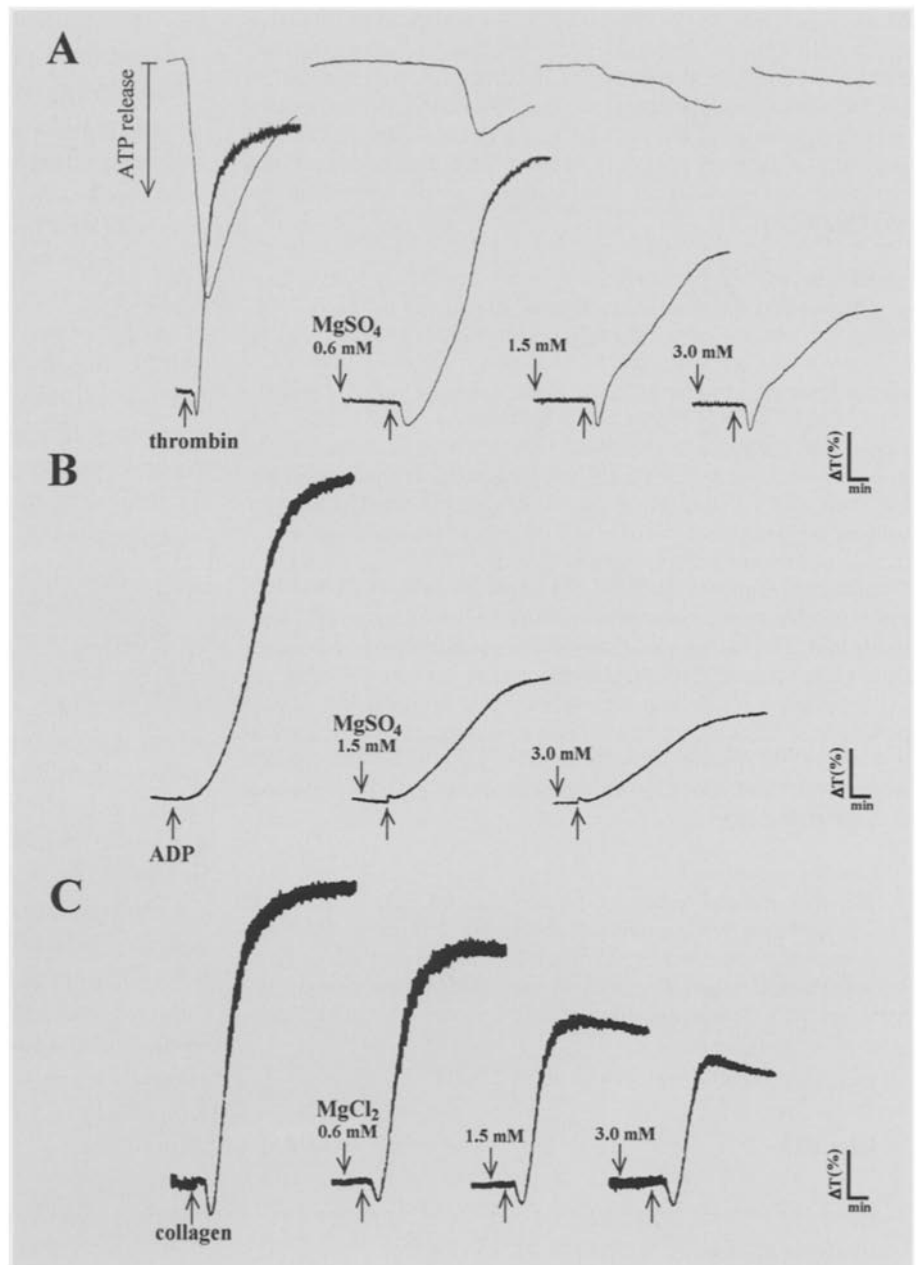 A
ATP release
MgSO₄
0.6 mM
1.5 mM
3.0 mM
thrombin
ΔT(%)
min
B
MgSO₄
1.5 mM
3.0 mM
ADP
ΔT(%)
min
C
MgCl₂
0.6 mM
1.5 mM
3.0 mM
collagen
ΔT(%)
min